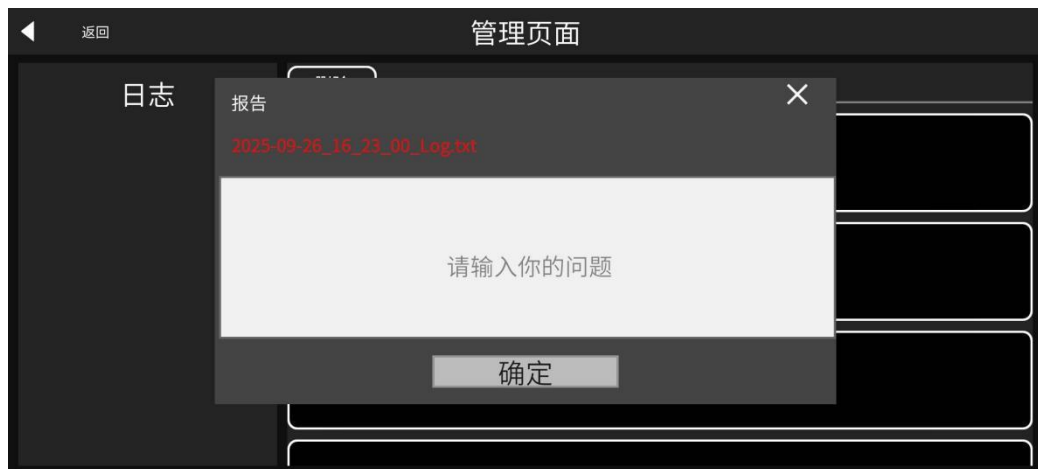 返回
管理页面
日志
报告
2025-09-26_16_23_00_Log.txt
请输入你的问题
确定